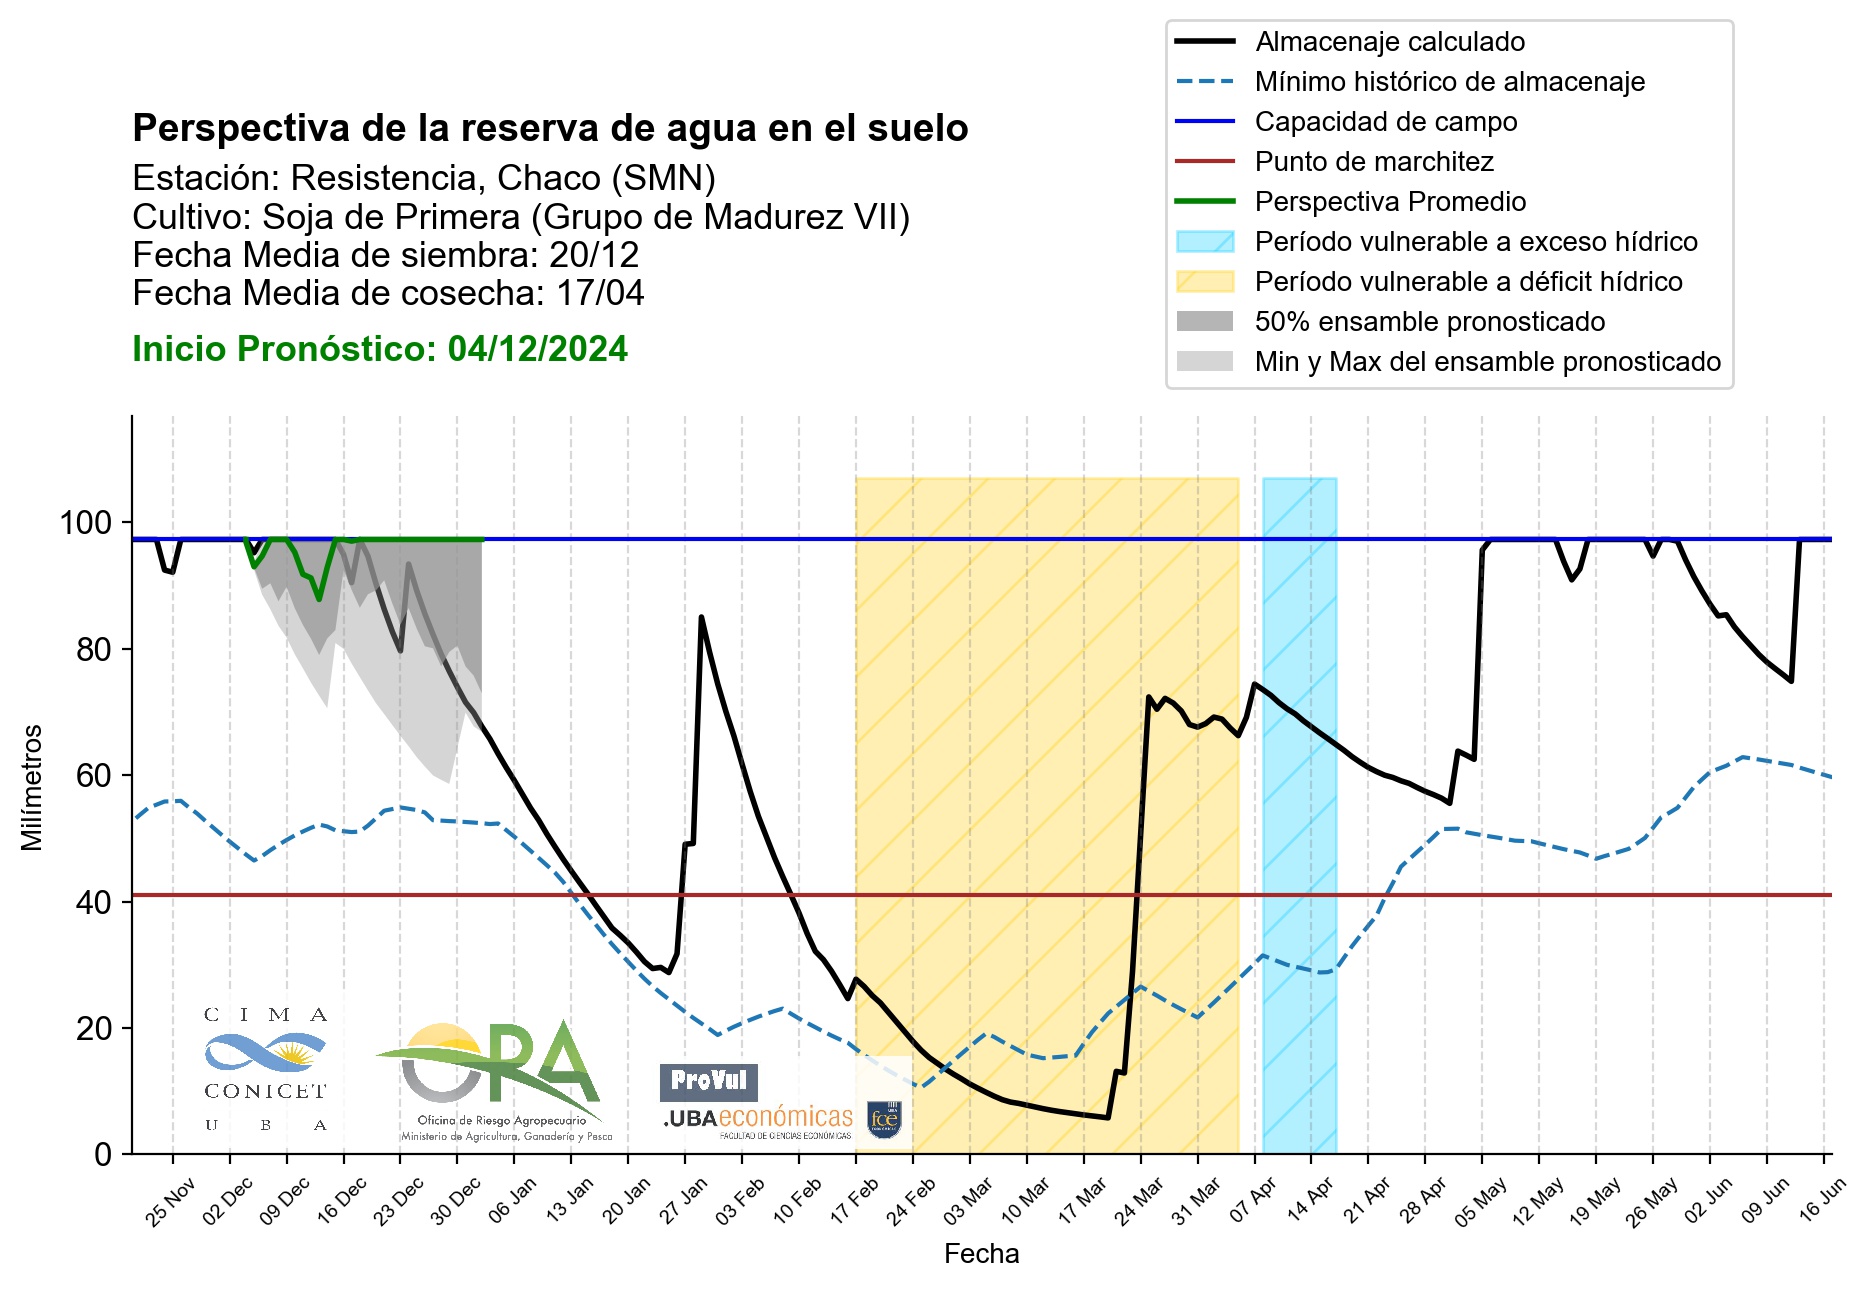 Almacenaje calculado
Mínimo histórico de almacenaje
Capacidad de campo
Punto de marchitez
Perspectiva Promedio
Período vulnerable a exceso hídrico
Período vulnerable a déficit hídrico
50% ensamble pronosticado
Min y Max del ensamble pronosticado
Perspectiva de la reserva de agua en el suelo
Estación: Resistencia, Chaco (SMN)
Cultivo: Soja de Primera (Grupo de Madurez VII)
Fecha Media de siembra: 20/12
Fecha Media de cosecha: 17/04
Inicio Pronóstico: 04/12/2024
Milímetros
100
80
60
40
20
0
C I M A
CONICET
U B A
ORA
Oficina de Riesgo Agropecuario
Ministerio de Agricultura, Ganadería y Pesca
ProVul
.UBAeconómicas
FACULTAD DE CIENCIAS ECONÓMICAS
UBA
fce
ECONÓMICAS
25 Nov
02 Dec
09 Dec
16 Dec
23 Dec
30 Dec
06 Jan
13 Jan
20 Jan
27 Jan
03 Feb
10 Feb
17 Feb
24 Feb
03 Mar
10 Mar
17 Mar
24 Mar
31 Mar
07 Apr
14 Apr
21 Apr
28 Apr
05 May
12 May
19 May
26 May
02 Jun
09 Jun
16 Jun
Fecha